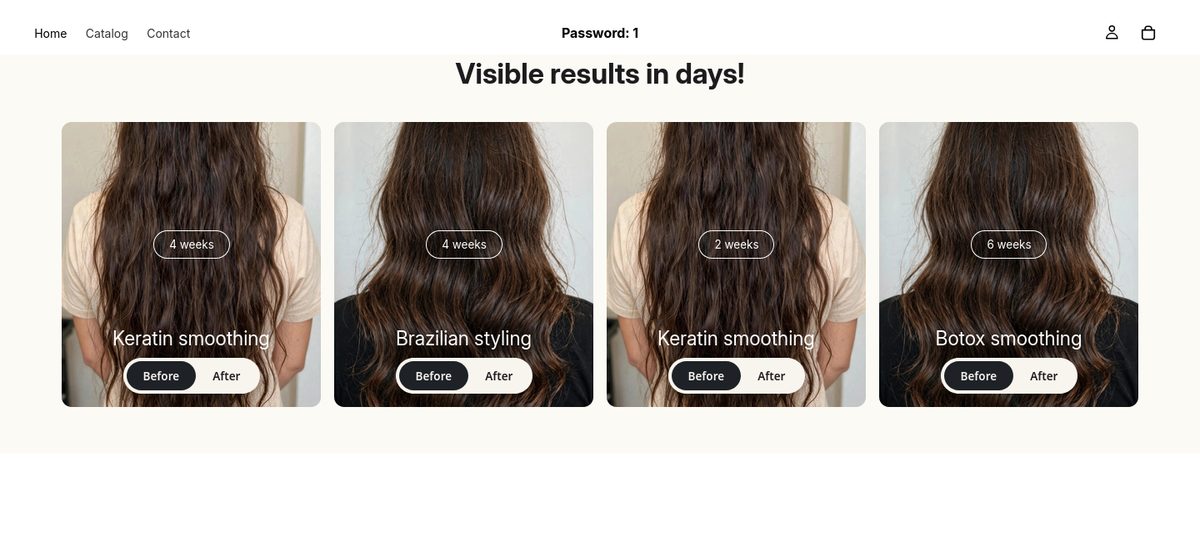 Home Catalog Contact Password: 1
Visible results in days!
4 weeks 4 weeks 2 weeks 6 weeks
Keratin smoothing Brazilian styling Keratin smoothing Botox smoothing
Before After Before After Before After Before After